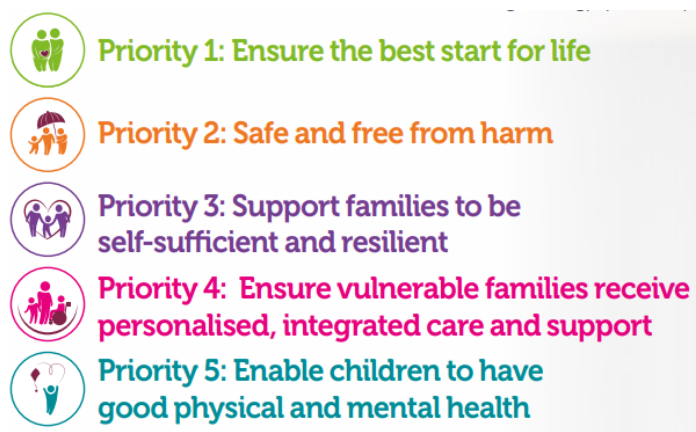 Priority 1: Ensure the best start for life
Priority 2: Safe and free from harm
Priority 3: Support families to be
self-sufficient and resilient
Priority 4: Ensure vulnerable families receive
personalised, integrated care and support
Priority 5: Enable children to have
good physical and mental health